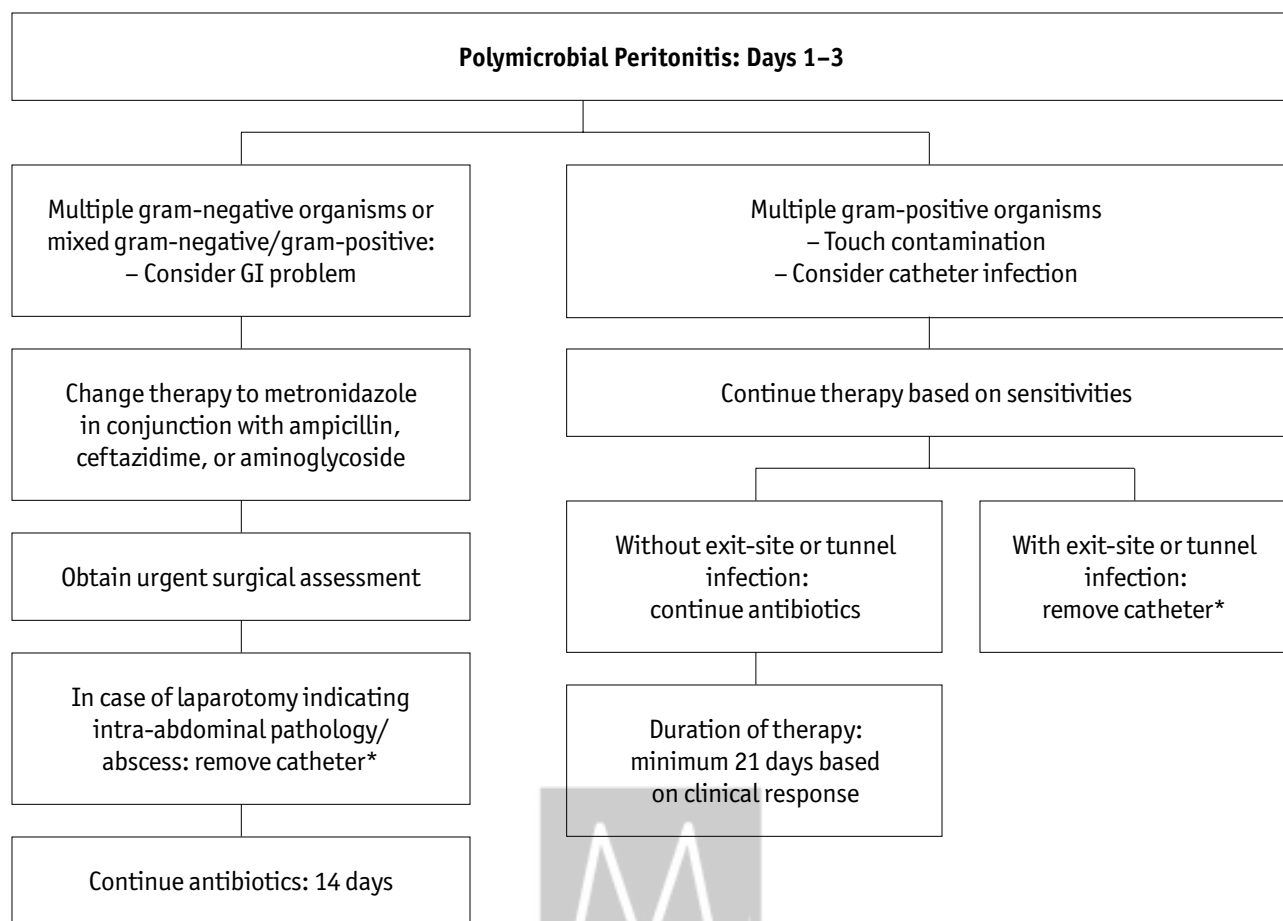 Polymicrobial Peritonitis: Days 1–3
Multiple gram-negative organisms or
mixed gram-negative/gram-positive:
– Consider GI problem
Change therapy to metronidazole
in conjunction with ampicillin,
ceftazidime, or aminoglycoside
Obtain urgent surgical assessment
In case of laparotomy indicating
intra-abdominal pathology/
abscess: remove catheter*
Continue antibiotics: 14 days
Multiple gram-positive organisms
– Touch contamination
– Consider catheter infection
Continue therapy based on sensitivities
Without exit-site or tunnel
infection:
continue antibiotics
Duration of therapy:
minimum 21 days based
on clinical response
With exit-site or tunnel
infection:
remove catheter*